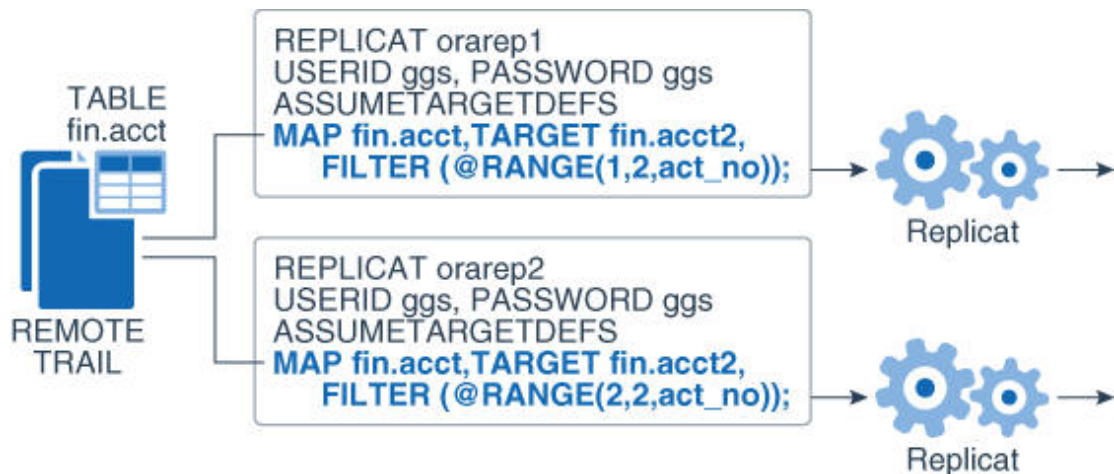 TABLE
fin.acct
REMOTE
TRAIL
REPLICAT orarep1
USERID ggs, PASSWORD ggs
ASSUMETARGETDEFS
MAP fin.acct,TARGET fin.acct2,
FILTER (@RANGE(1,2,act_no));
Replicat
REPLICAT orarep2
USERID ggs, PASSWORD ggs
ASSUMETARGETDEFS
MAP fin.acct,TARGET fin.acct2,
FILTER (@RANGE(2,2,act_no));
Replicat